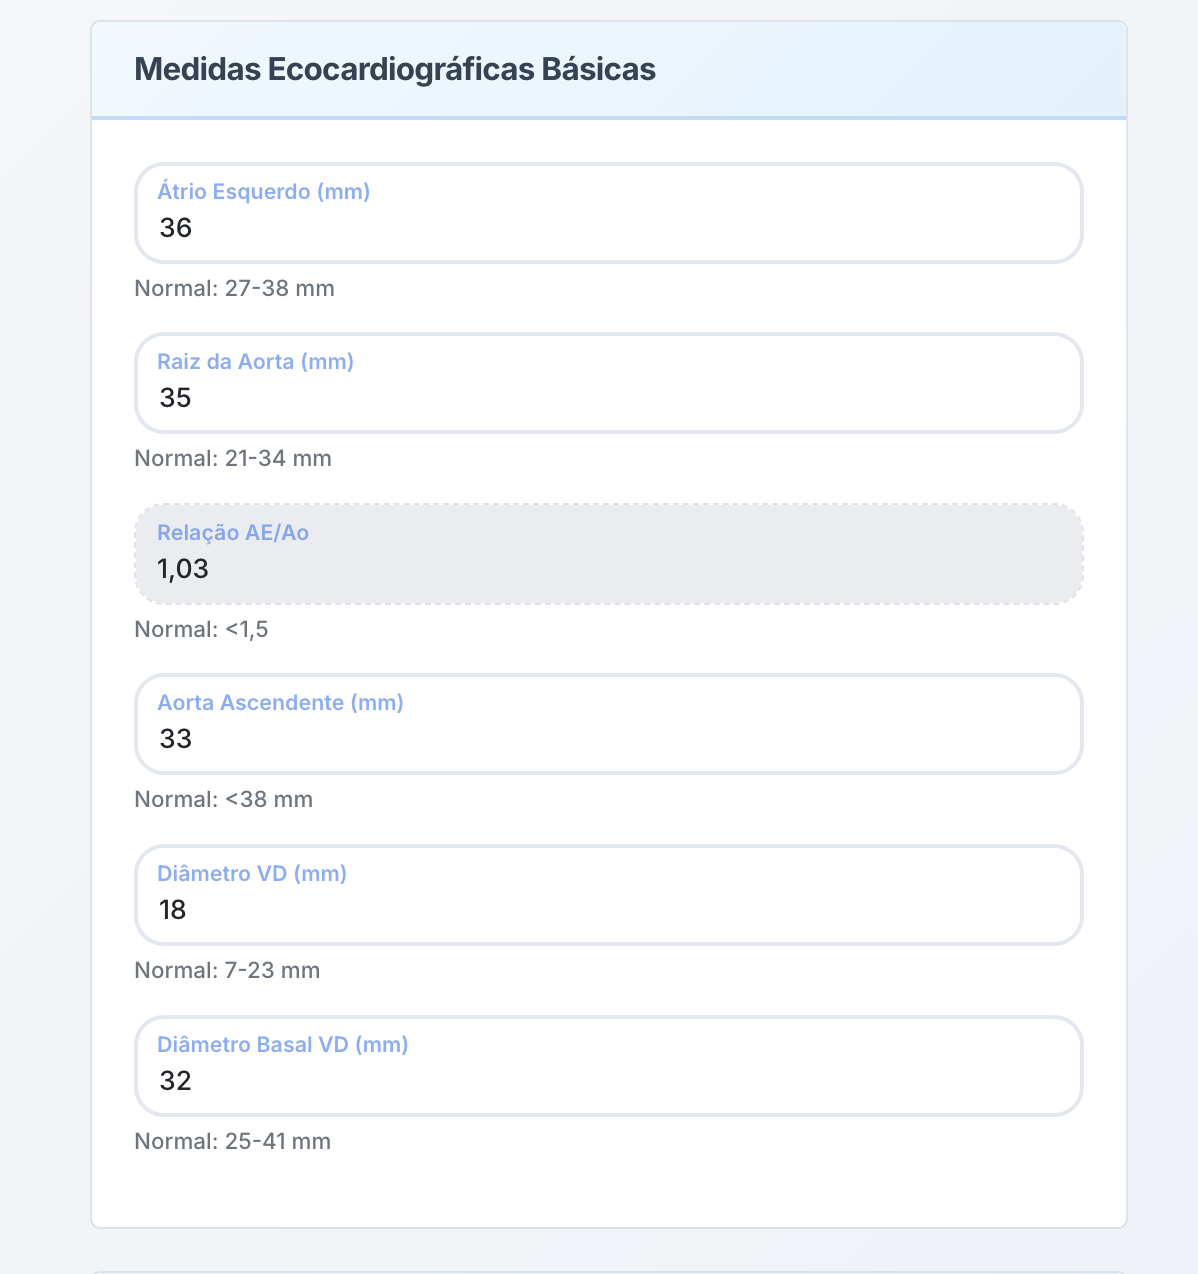 Medidas Ecocardiográficas Básicas
Átrio Esquerdo (mm)
36
Normal: 27-38 mm
Raiz da Aorta (mm)
35
Normal: 21-34 mm
Relação AE/Ao
1,03
Normal: <1,5
Aorta Ascendente (mm)
33
Normal: <38 mm
Diâmetro VD (mm)
18
Normal: 7-23 mm
Diâmetro Basal VD (mm)
32
Normal: 25-41 mm